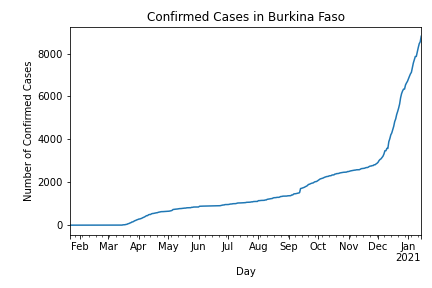 Confirmed Cases in Burkina Faso
Number of Confirmed Cases
8000
6000
4000
2000
0
Feb Mar Apr May Jun Jul Aug Sep Oct Nov Dec Jan
2021
Day